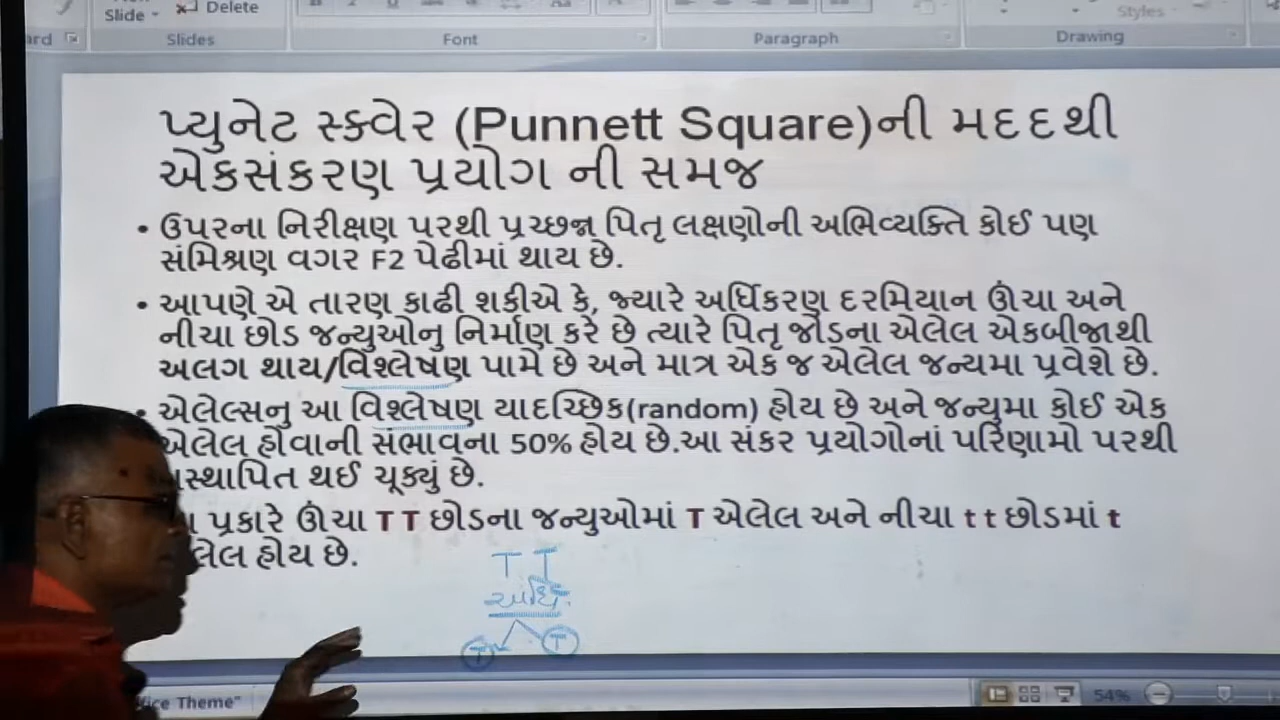 Slide
Delete
ard
Slides
Font
Paragraph
Styles
Drawing
પ્યુનેટ સ્ક્વેર (Punnett Square)ની મદદથી
એકસંકરણ પ્રયોગ ની સમજ
• ઉપરના નિરીક્ષણ પરથી પ્રચ્છન્ન પિતૃ લક્ષણોની અભિવ્યક્તિ કોઈ પણ
સંમિશ્રણ વગર F2 પેઢીમાં થાય છે.
• આપણે એ તારણ કાઢી શકીએ કે, જ્યારે અર્ધિકરણ દરમિયાન ઊંચા અને
નીચા છોડ જન્યુઓનુ નિર્માણ કરે છે ત્યારે પિતૃ જોડના એલેલ એકબીજાથી
અલગ થાય/વિશ્લેષણ પામે છે અને માત્ર એક જ એલેલ જન્યમા પ્રવેશે છે.
• એલેલ્સનુ આ વિશ્લેષણ યાદચ્છિક(random) હોય છે અને જન્યુમા કોઈ એક
એલેલ હોવાની સંભાવના 50% હોય છે.આ સંકર પ્રયોગોનાં પરિણામો પરથી
સ્થાપિત થઈ ચૂક્યું છે.
પ્રકારે ઊંચા T T છોડના જન્યુઓમાં T એલેલ અને નીચા t t છોડમાં t
લેલ હોય છે.
T T
અર્ધિ.
T T
ice Theme"
54%